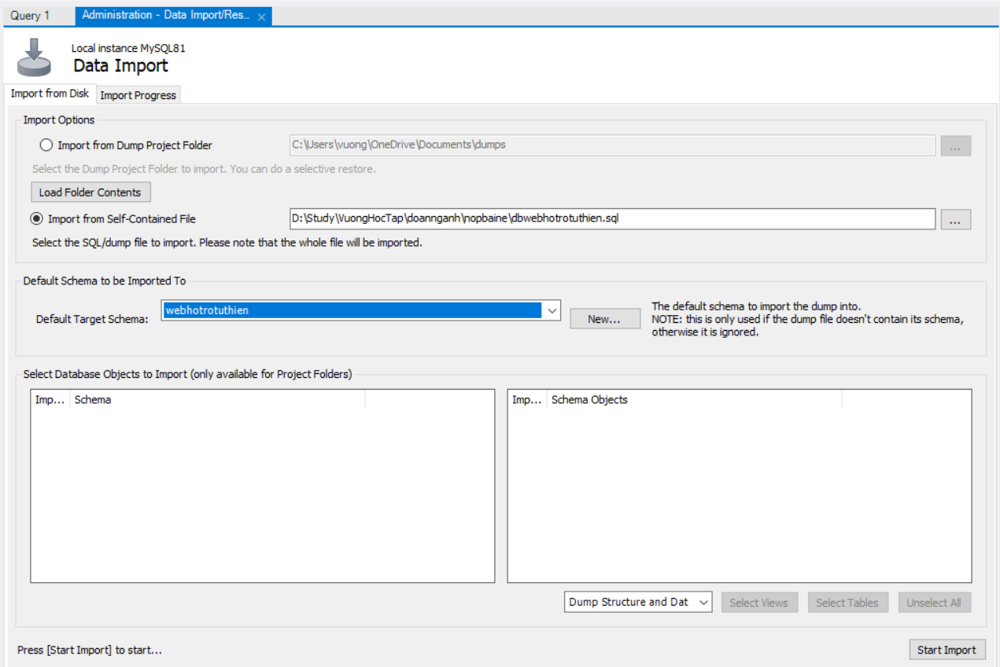 Query 1
Administration - Data Import/Res...
Local instance MySQL81
Data Import
Import from Disk
Import Progress
Import Options
Import from Dump Project Folder
C:\Users\vuong\OneDrive\Documents\dumps
...
Select the Dump Project Folder to import. You can do a selective restore.
Load Folder Contents
Import from Self-Contained File
D:\Study\VuongHocTap\doannganh\nopbaine\dbwebhotrotuthien.sql
...
Select the SQL/dump file to import. Please note that the whole file will be imported.
Default Schema to be Imported To
Default Target Schema:
webhotrotuthien
New...
The default schema to import the dump into.
NOTE: this is only used if the dump file doesn't contain its schema,
otherwise it is ignored.
Select Database Objects to Import (only available for Project Folders)
Imp... Schema
Imp... Schema Objects
Dump Structure and Dat
Select Views
Select Tables
Unselect All
Press [Start Import] to start...
Start Import